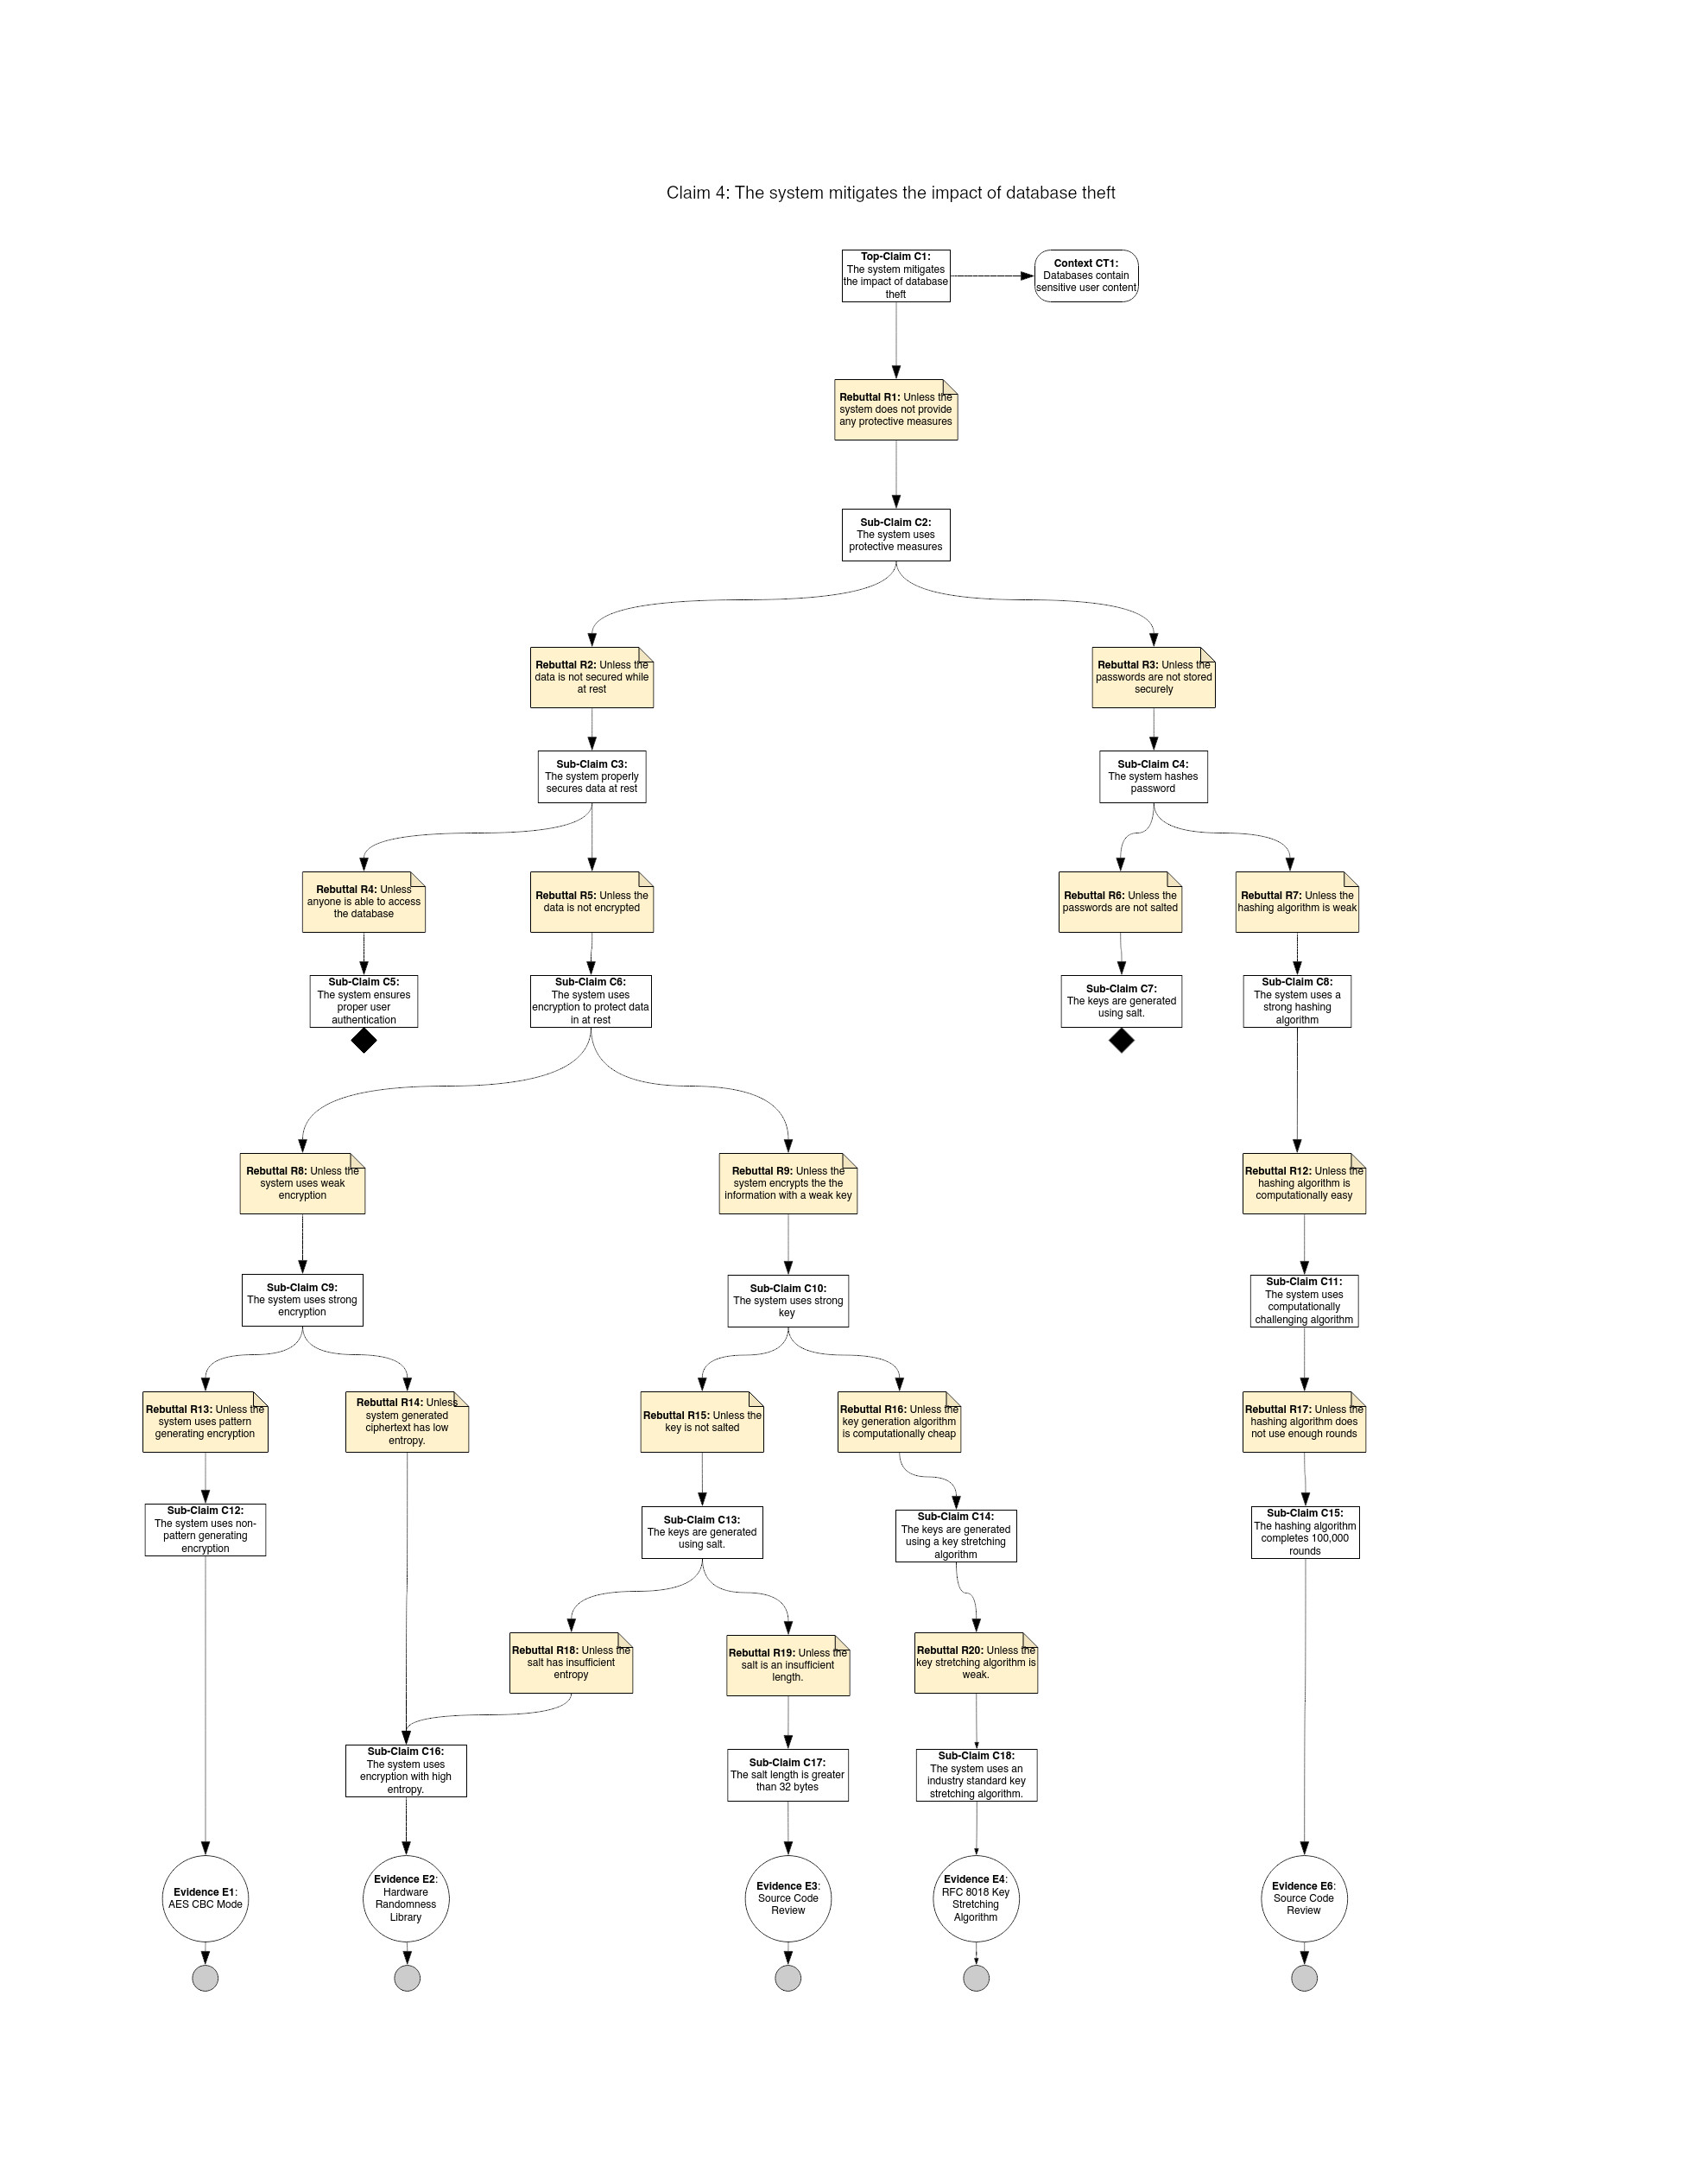 Claim 4: The system mitigates the impact of database theft
Top-Claim C1:
The system mitigates
the impact of database
theft
Context CT1:
Databases contain
sensitive user content
Rebuttal R1: Unless the
system does not provide
any protective measures
Sub-Claim C2:
The system uses
protective measures
Rebuttal R2: Unless the
data is not secured while
at rest
Rebuttal R3: Unless the
passwords are not stored
securely
Sub-Claim C3:
The system properly
secures data at rest
Sub-Claim C4:
The system hashes
password
Rebuttal R4: Unless
anyone is able to access
the database
Rebuttal R5: Unless the
data is not encrypted
Rebuttal R6: Unless the
passwords are not salted
Rebuttal R7: Unless the
hashing algorithm is weak
Sub-Claim C5:
The system ensures
proper user
authentication
Sub-Claim C6:
The system uses
encryption to protect data
in at rest
Sub-Claim C7:
The keys are generated
using salt.
Sub-Claim C8:
The system uses a
strong hashing
algorithm
Rebuttal R8: Unless the
system uses weak
encryption
Rebuttal R9: Unless the
system encrypts the the
information with a weak key
Rebuttal R12: Unless the
hashing algorithm is
computationally easy
Sub-Claim C9:
The system uses strong
encryption
Sub-Claim C10:
The system uses strong
key
Sub-Claim C11:
The system uses
computationally
challenging algorithm
Rebuttal R13: Unless the
system uses pattern
generating encryption
Rebuttal R14: Unless
system generated
ciphertext has low
entropy.
Rebuttal R15: Unless the
key is not salted
Rebuttal R16: Unless the
key generation algorithm
is computationally cheap
Rebuttal R17: Unless the
hashing algorithm does
not use enough rounds
Sub-Claim C12:
The system uses non-
pattern generating
encryption
Sub-Claim C13:
The keys are generated
using salt.
Sub-Claim C14:
The keys are generated
using a key stretching
algorithm
Sub-Claim C15:
The hashing algorithm
completes 100,000
rounds
Rebuttal R18: Unless the
salt has insufficient
entropy
Rebuttal R19: Unless the
salt is an insufficient
length.
Rebuttal R20: Unless the
key stretching algorithm is
weak.
Sub-Claim C16:
The system uses
encryption with high
entropy.
Sub-Claim C17:
The salt length is greater
than 32 bytes
Sub-Claim C18:
The system uses an
industry standard key
stretching algorithm.
Evidence E1:
AES CBC Mode
Evidence E2:
Hardware
Randomness
Library
Evidence E3:
Source Code
Review
Evidence E4:
RFC 8018 Key
Stretching
Algorithm
Evidence E6:
Source Code
Review